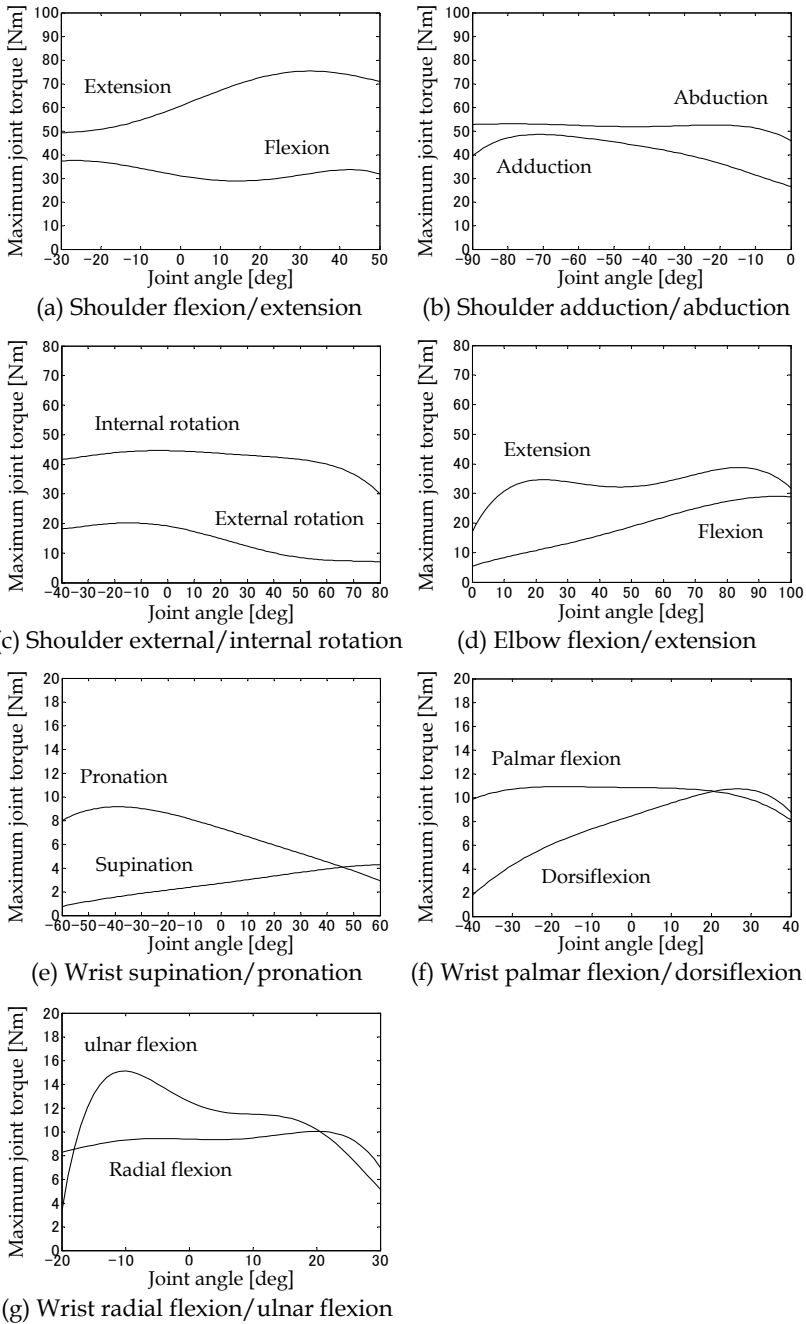 Maximum joint torque [Nm]
100
90
80
70
60
50
40
30
20
10
0
Extension
Flexion
-30 -20 -10 0 10 20 30 40 50
Joint angle [deg]
(a) Shoulder flexion/extension
Maximum joint torque [Nm]
100
90
80
70
60
50
40
30
20
10
0
Abduction
Adduction
-90 -80 -70 -60 -50 -40 -30 -20 -10 0
Joint angle [deg]
(b) Shoulder adduction/abduction
Maximum joint torque [Nm]
80
70
60
50
40
30
20
10
0
Internal rotation
External rotation
-40 -30 -20 -10 0 10 20 30 40 50 60 70 80
Joint angle [deg]
(c) Shoulder external/internal rotation
Maximum joint torque [Nm]
80
70
60
50
40
30
20
10
0
Extension
Flexion
0 10 20 30 40 50 60 70 80 90 100
Joint angle [deg]
(d) Elbow flexion/extension
Maximum joint torque [Nm]
20
18
16
14
12
10
8
6
4
2
0
Pronation
Supination
-60 -50 -40 -30 -20 -10 0 10 20 30 40 50 60
Joint angle [deg]
(e) Wrist supination/pronation
Maximum joint torque [Nm]
20
18
16
14
12
10
8
6
4
2
0
Palmar flexion
Dorsiflexion
-40 -30 -20 -10 0 10 20 30 40
Joint angle [deg]
(f) Wrist palmar flexion/dorsiflexion
Maximum joint torque [Nm]
20
18
16
14
12
10
8
6
4
2
0
ulnar flexion
Radial flexion
-20 -10 0 10 20 30
Joint angle [deg]
(g) Wrist radial flexion/ulnar flexion